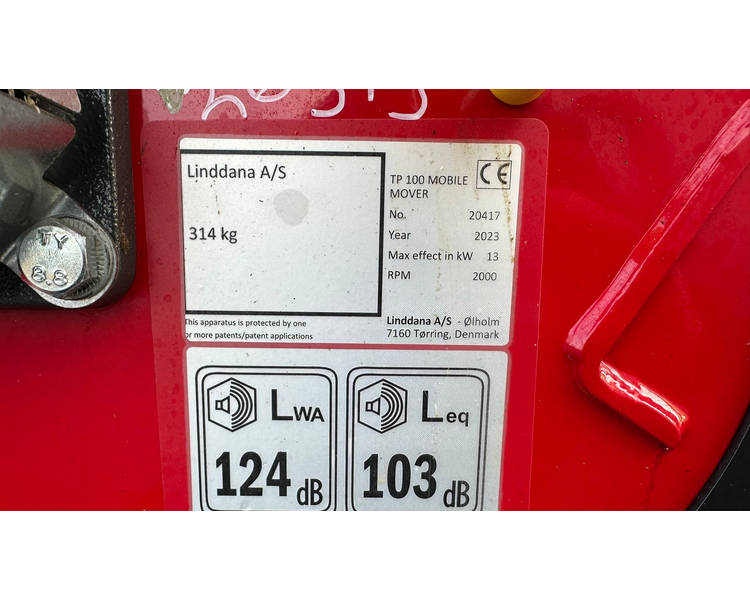 Linddana A/S
314 kg
This apparatus is protected by one
or more patents/patent applications
TP 100 MOBILE CE
MOVER
No. 20417
Year 2023
Max effect in kW 13
RPM 2000
Linddana A/S - Ølholm
7160 Tørring, Denmark
LWA
124 dB
Leq
103 dB
TY
8.8